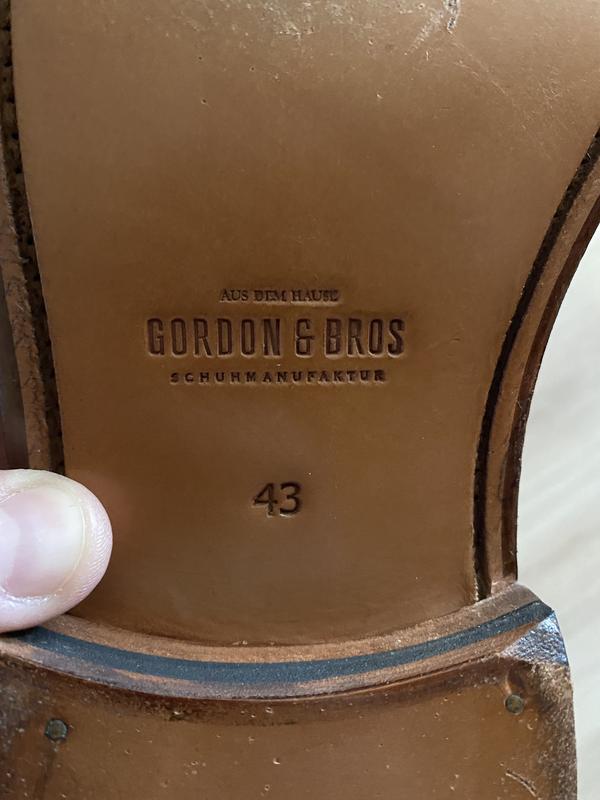 AUS DEM HAUSE
GORDON & BROS
SCHUHMANUFAKTUR
43